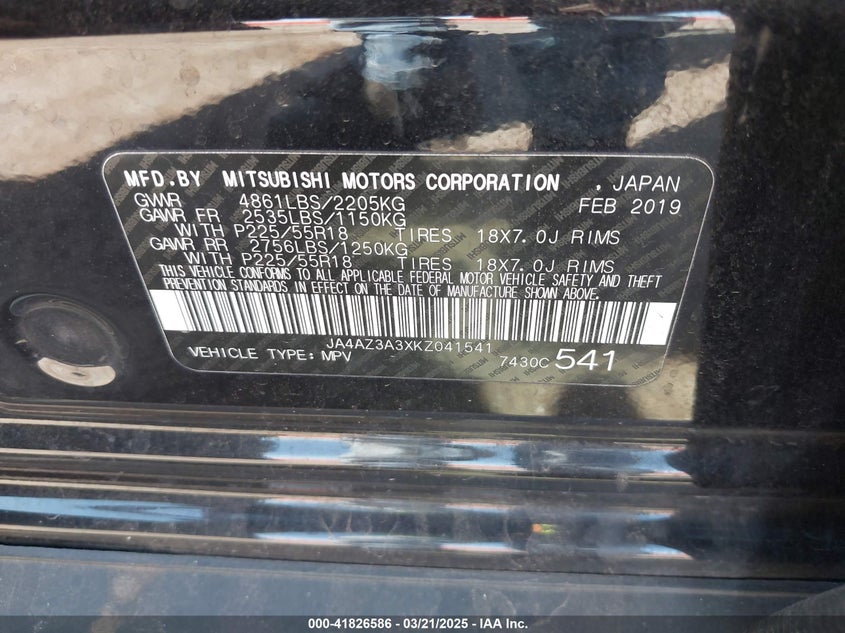 MFD.BY MITSUBISHI MOTORS CORPORATION , JAPAN
GVWR 4861LBS/2205KG FEB 2019
GAWR FR 2535LBS/1150KG
WITH P225/55R18 TIRES 18X7.0J RIMS
GAWR RR 2756LBS/1250KG
WITH P225/55R18 TIRES 18X7.0J RIMS
THIS VEHICLE CONFORMS TO ALL APPLICABLE FEDERAL MOTOR VEHICLE SAFETY AND THEFT
PREVENTION STANDARDS IN EFFECT ON THE DATE OF MANUFACTURE SHOWN ABOVE.
JA4AZ3A3XKZ041541
VEHICLE TYPE: MPV 7430C 541
000-41826586 - 03/21/2025 - IAA Inc.